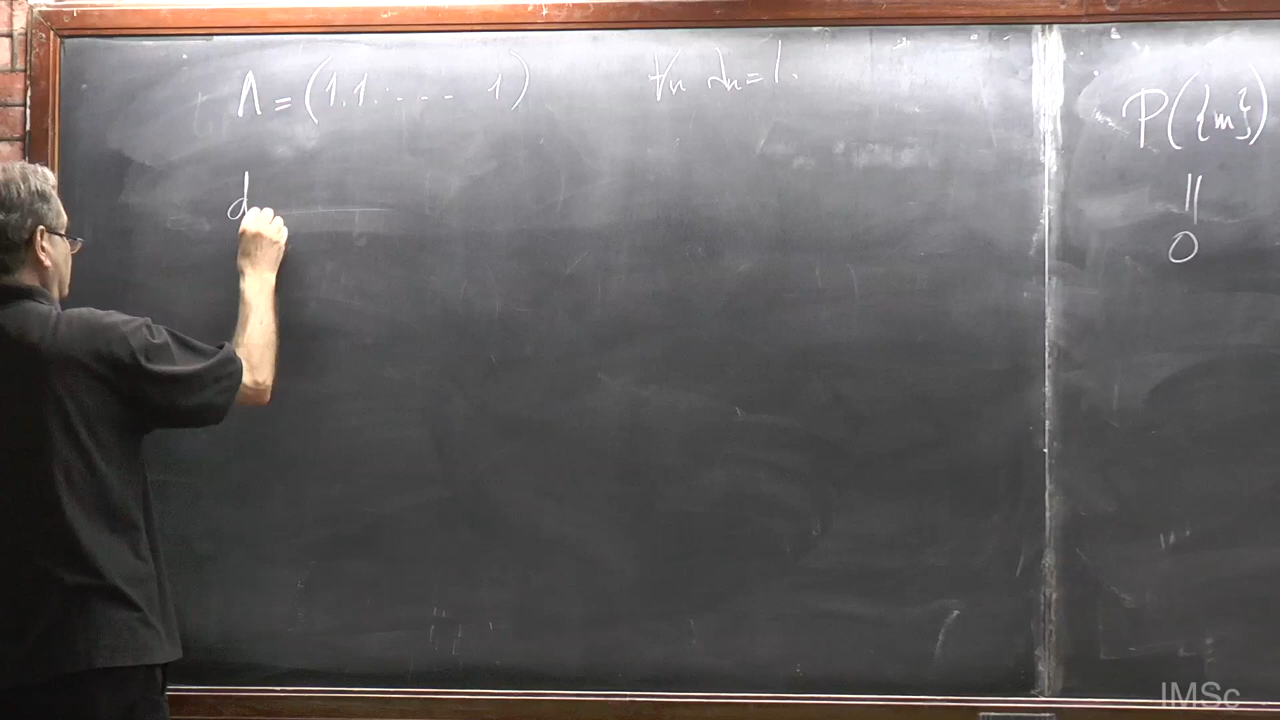 Λ = (1.1. . . . . 1) ∀n λn = 1.
d
P({m})
||
0
IMSc